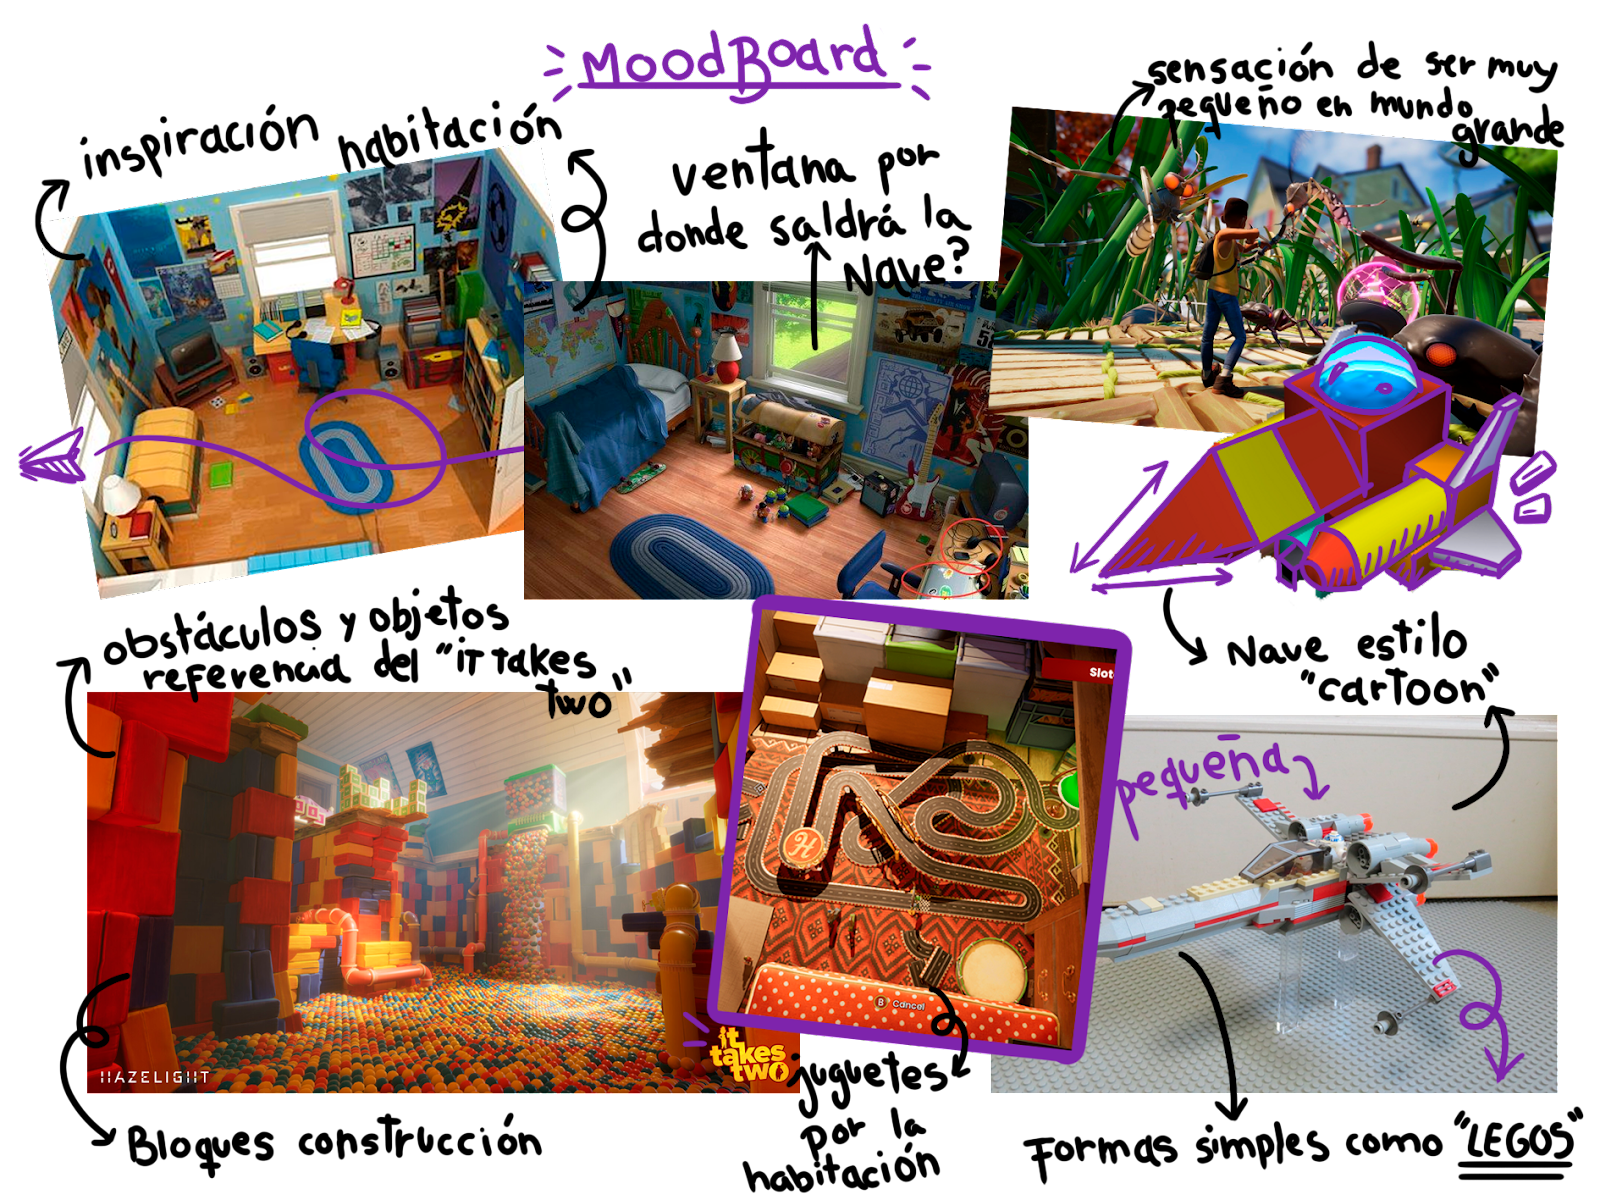 MoodBoard
inspiración habitación
ventana por
donde saldrá la
Nave?
sensación de ser muy
pequeño en mundo
grande
obstáculos y objetos
referencia del "it takes
two"
Nave estilo
"cartoon"
Slot
pequeña
H
B Cancel
HAZELIGHT
it
takes
two
Bloques construcción
juguetes
por la
habitación
Formas simples como "LEGOS"